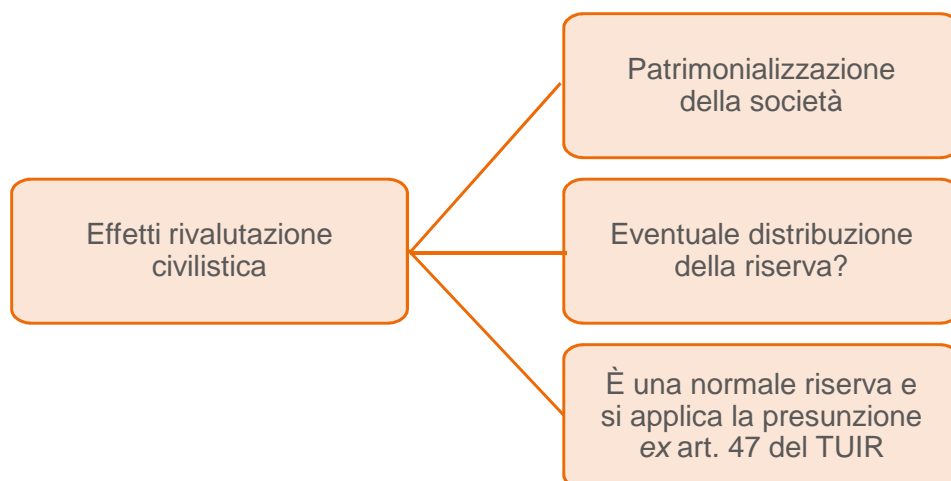 Effetti rivalutazione
civilistica
Patrimonializzazione
della società
Eventuale distribuzione
della riserva?
È una normale riserva e
si applica la presunzione
ex art. 47 del TUIR